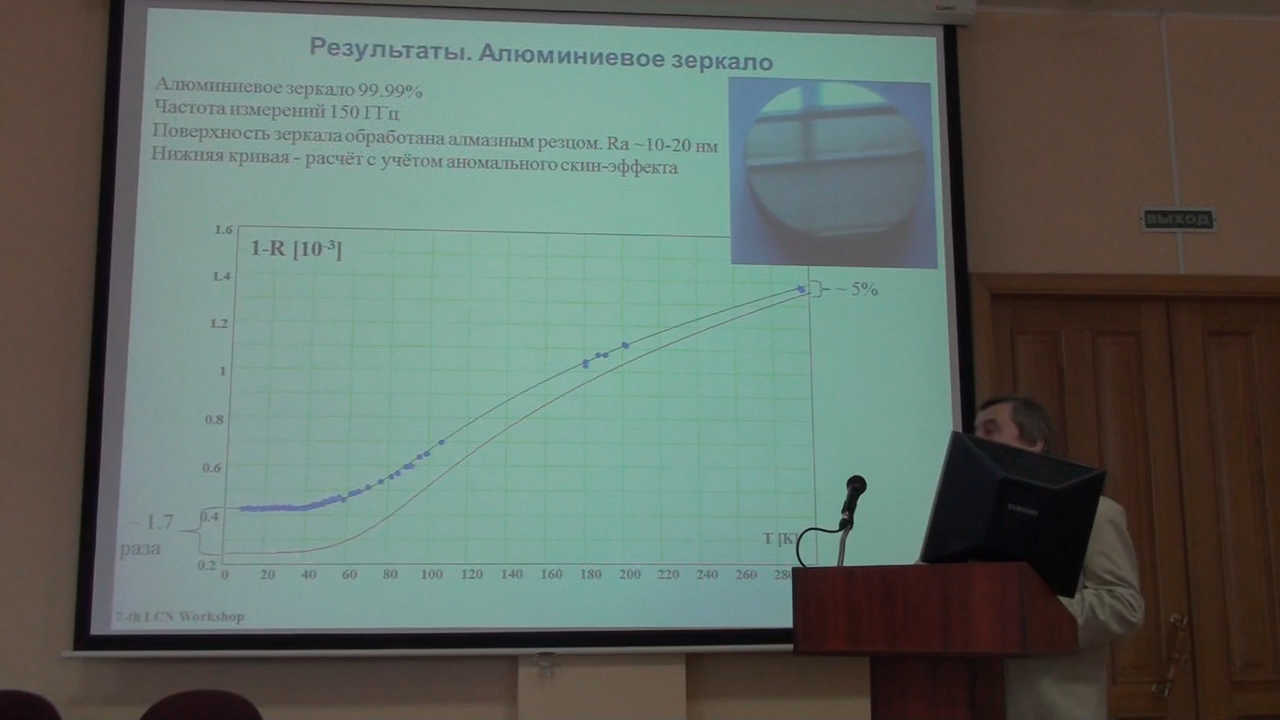 Результаты. Алюминиевое зеркало
Алюминиевое зеркало 99.99%
Частота измерений 150 ГГц
Поверхность зеркала обработана алмазным резцом. Ra ~10-20 нм
Нижняя кривая - расчёт с учётом аномального скин-эффекта
1-R [10⁻³]
1.6
1.4
1.2
1
0.8
0.6
0.4
0.2
~ 5%
~ 1.7
раза
T [K]
0 20 40 60 80 100 120 140 160 180 200 220 240 260 280
7-th LCN Workshop
ВЫХОД
SAMSUNG